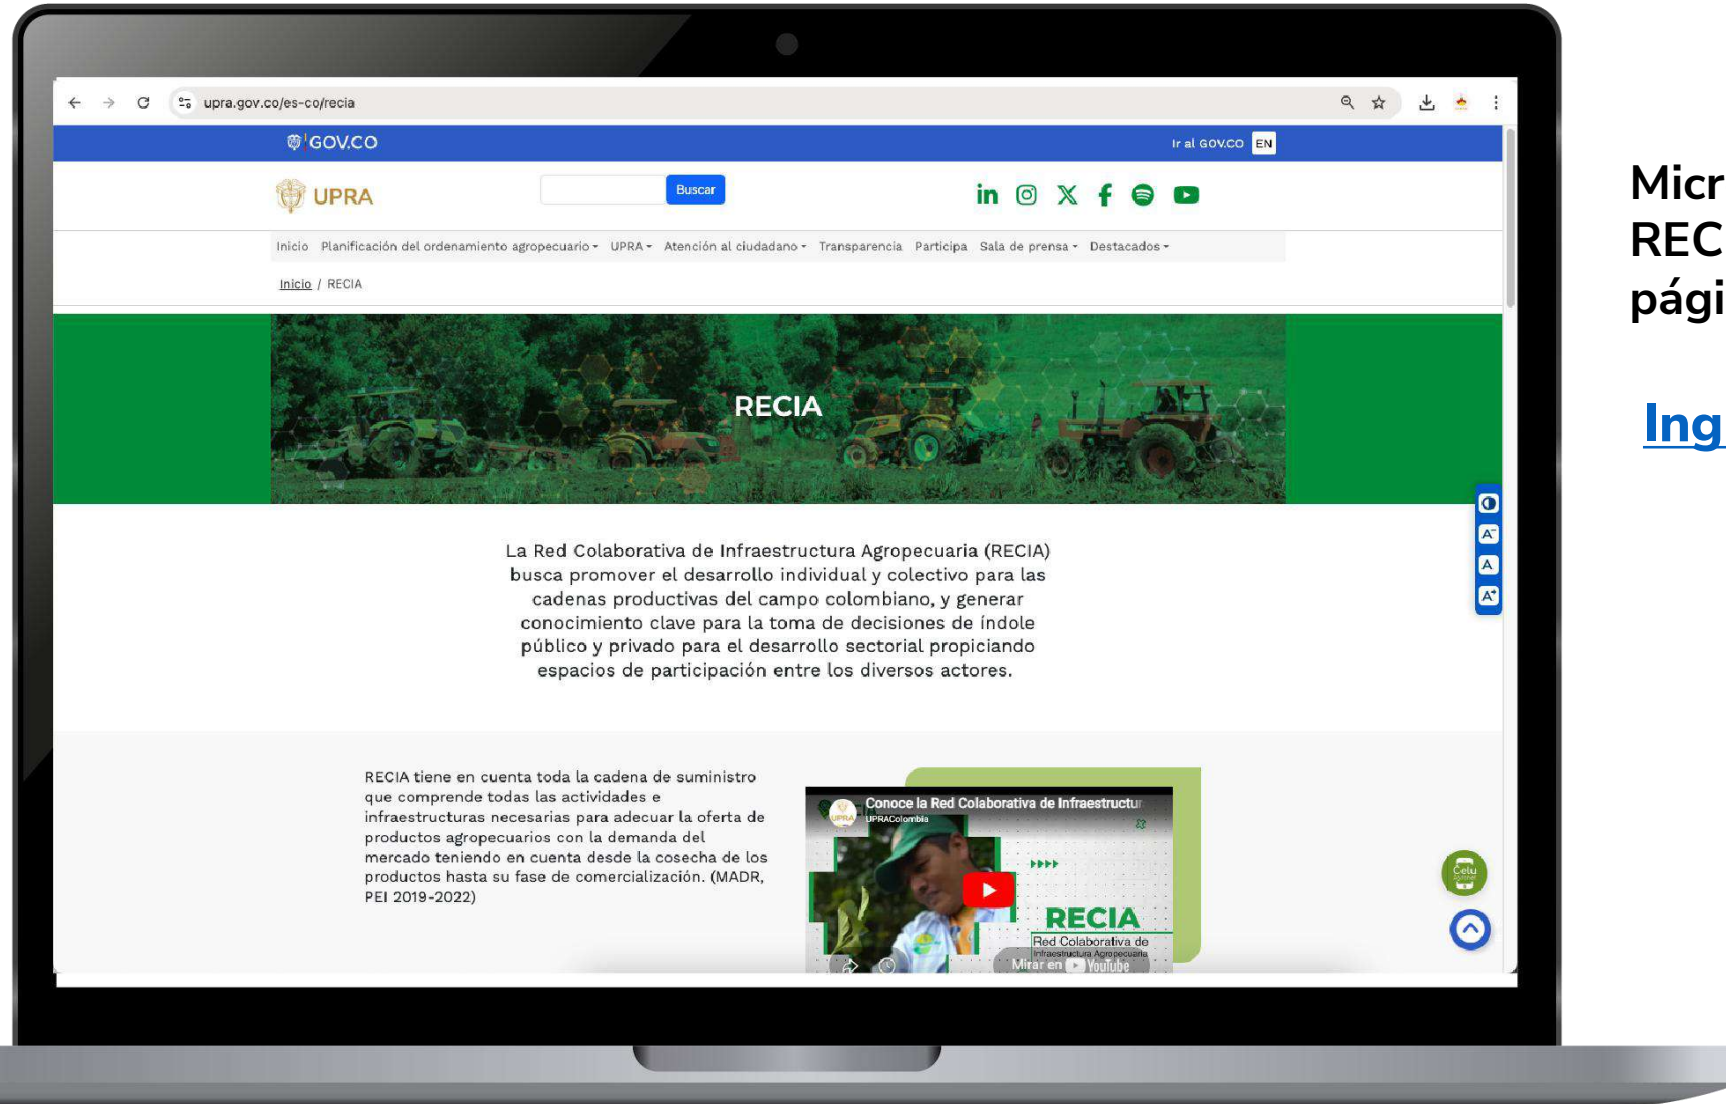 upra.gov.co/es-co/recia
GOV.CO
Ir al GOV.CO EN
UPRA
Buscar
Inicio Planificación del ordenamiento agropecuario UPRA Atención al ciudadano Transparencia Participa Sala de prensa Destacados
Inicio / RECIA
RECIA
La Red Colaborativa de Infraestructura Agropecuaria (RECIA)
busca promover el desarrollo individual y colectivo para las
cadenas productivas del campo colombiano, y generar
conocimiento clave para la toma de decisiones de índole
público y privado para el desarrollo sectorial propiciando
espacios de participación entre los diversos actores.
A-
A
A+
RECIA tiene en cuenta toda la cadena de suministro
que comprende todas las actividades e
infraestructuras necesarias para adecuar la oferta de
productos agropecuarios con la demanda del
mercado teniendo en cuenta desde la cosecha de los
productos hasta su fase de comercialización. (MADR,
PEI 2019-2022)
Conoce la Red Colaborativa de Infraestructur
UPRA
UPRAColombia
RECIA
Red Colaborativa de
Infraestructura Agropecuaria
Mirar en YouTube
Celu
Micr
REC
pági
Ing